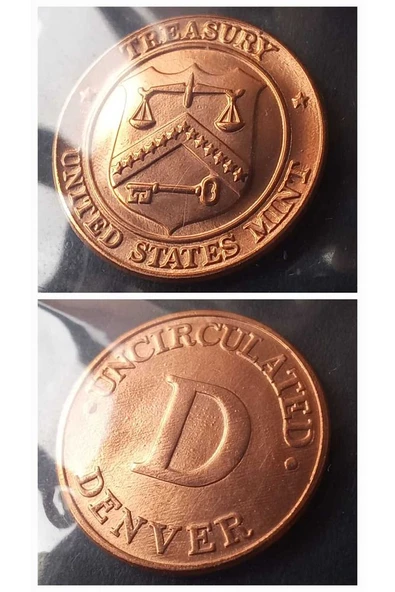 TREASURY
UNITED STATES MINT
UNCIRCULATED
D
DENVER